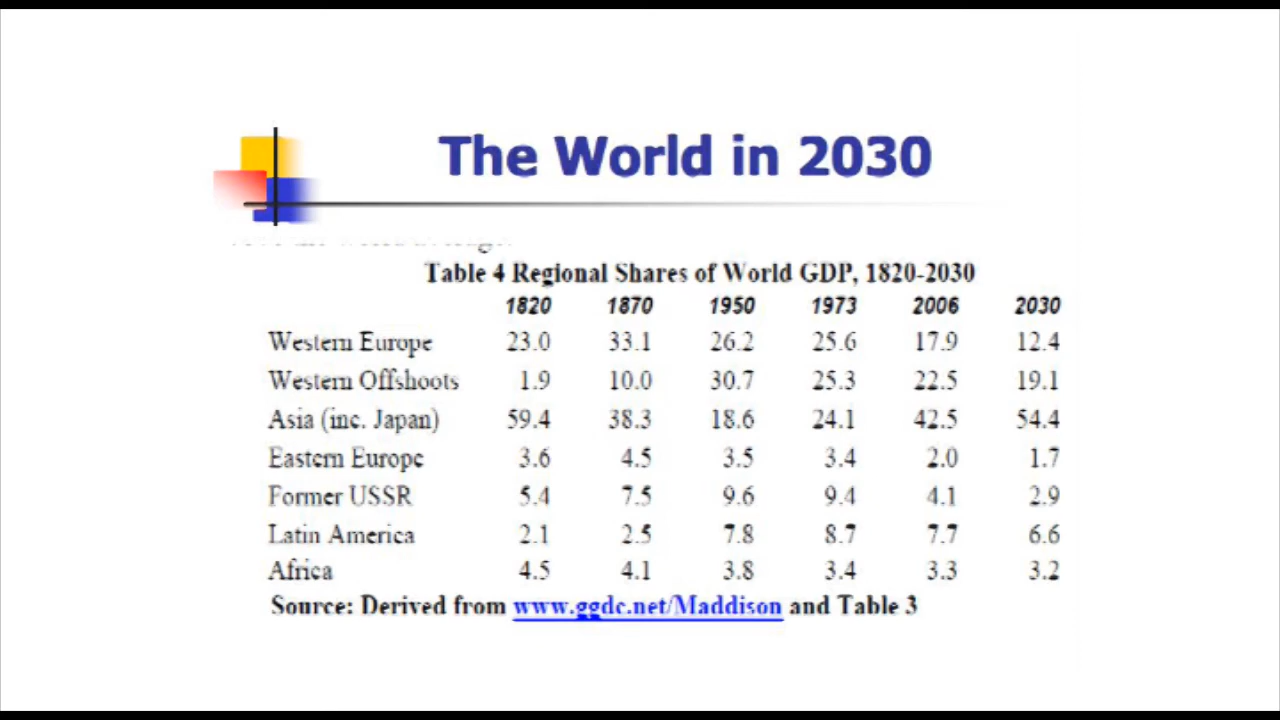 The World in 2030
Table 4 Regional Shares of World GDP, 1820-2030
1820 1870 1950 1973 2006 2030
Western Europe 23.0 33.1 26.2 25.6 17.9 12.4
Western Offshoots 1.9 10.0 30.7 25.3 22.5 19.1
Asia (inc. Japan) 59.4 38.3 18.6 24.1 42.5 54.4
Eastern Europe 3.6 4.5 3.5 3.4 2.0 1.7
Former USSR 5.4 7.5 9.6 9.4 4.1 2.9
Latin America 2.1 2.5 7.8 8.7 7.7 6.6
Africa 4.5 4.1 3.8 3.4 3.3 3.2
Source: Derived from www.ggdc.net/Maddison and Table 3